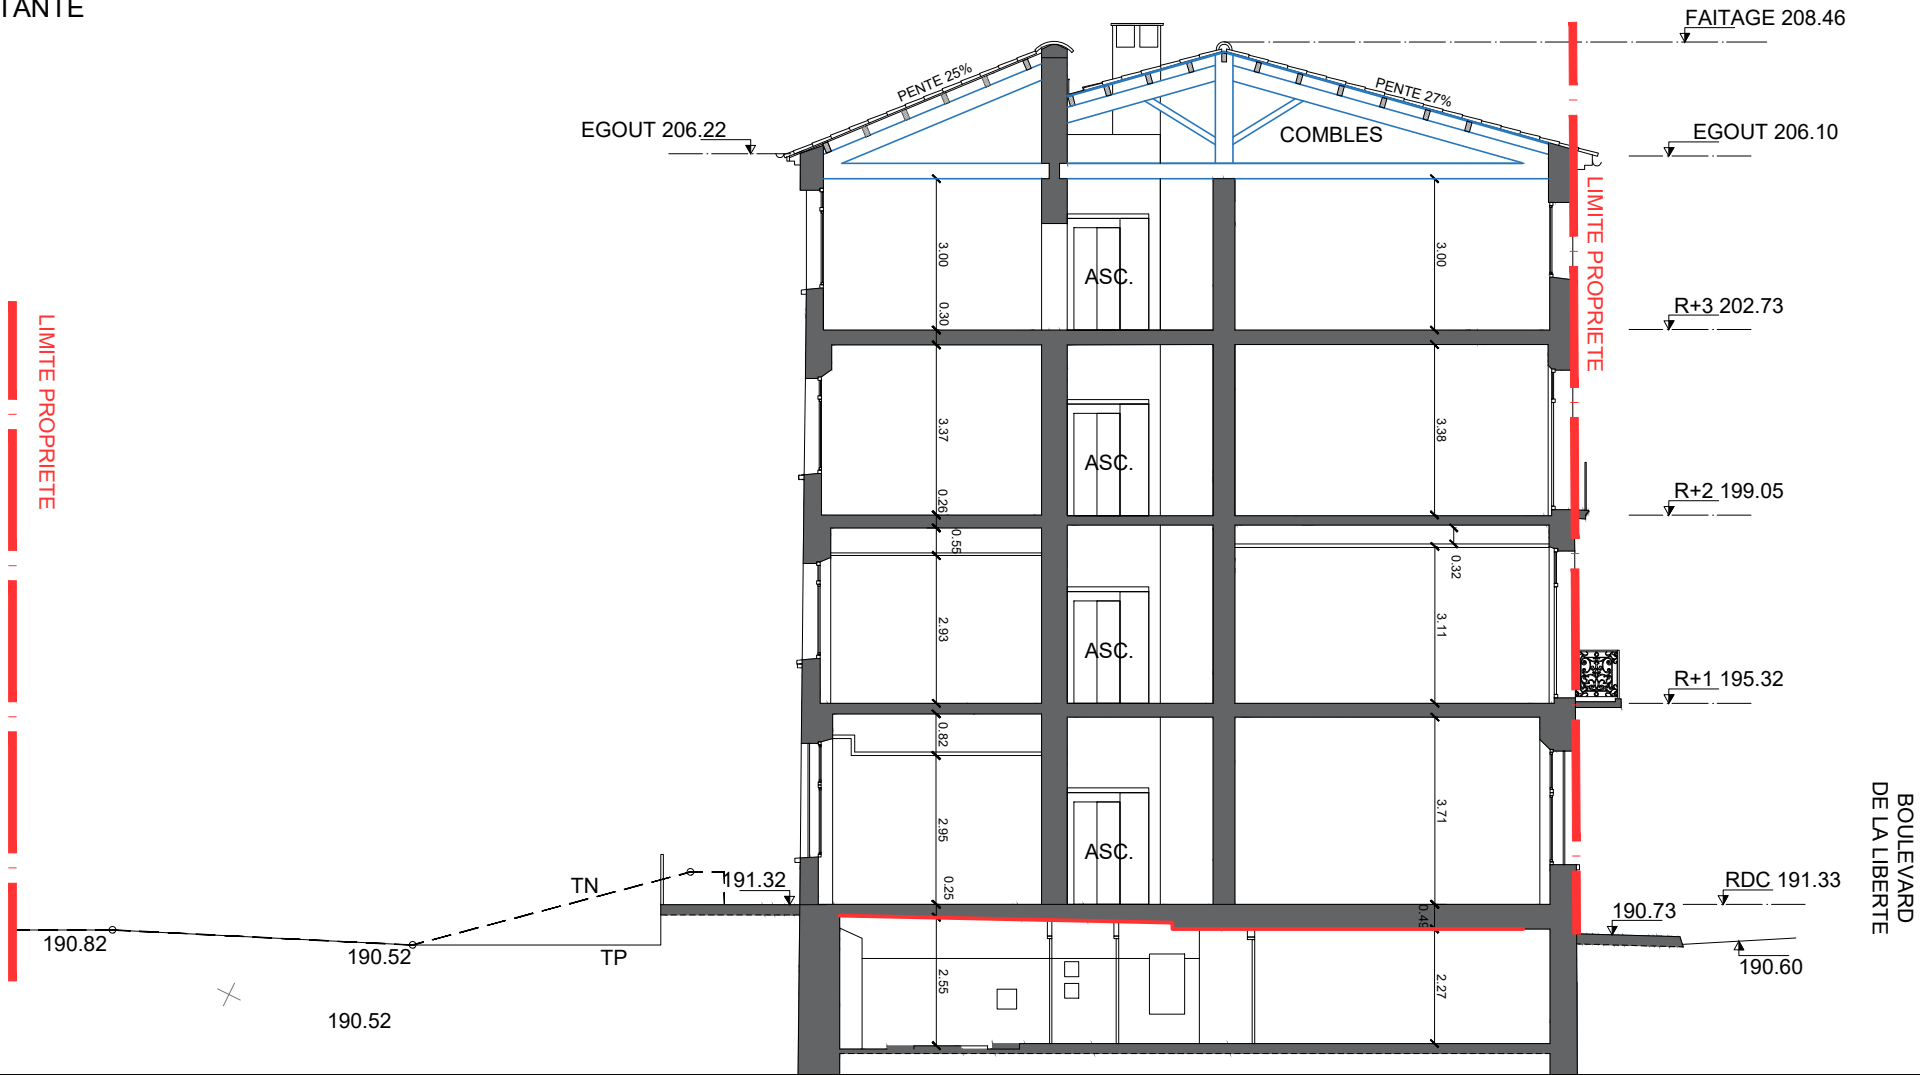 TANTE
FAITAGE 208.46
PENTE 25%
PENTE 27%
EGOUT 206.22
COMBLES
EGOUT 206.10
LIMITE PROPRIETE
3.00
ASC.
3.00
0.30
R+3 202.73
LIMITE PROPRIETE
3.37
ASC.
3.38
0.26
R+2 199.05
0.55
0.32
2.93
ASC.
3.11
R+1 195.32
0.82
2.95
ASC.
3.71
BOULEVARD
DE LA LIBERTE
TN
191.32
0.25
RDC 191.33
0.49
190.73
190.82
190.52
TP
190.60
2.55
2.27
190.52